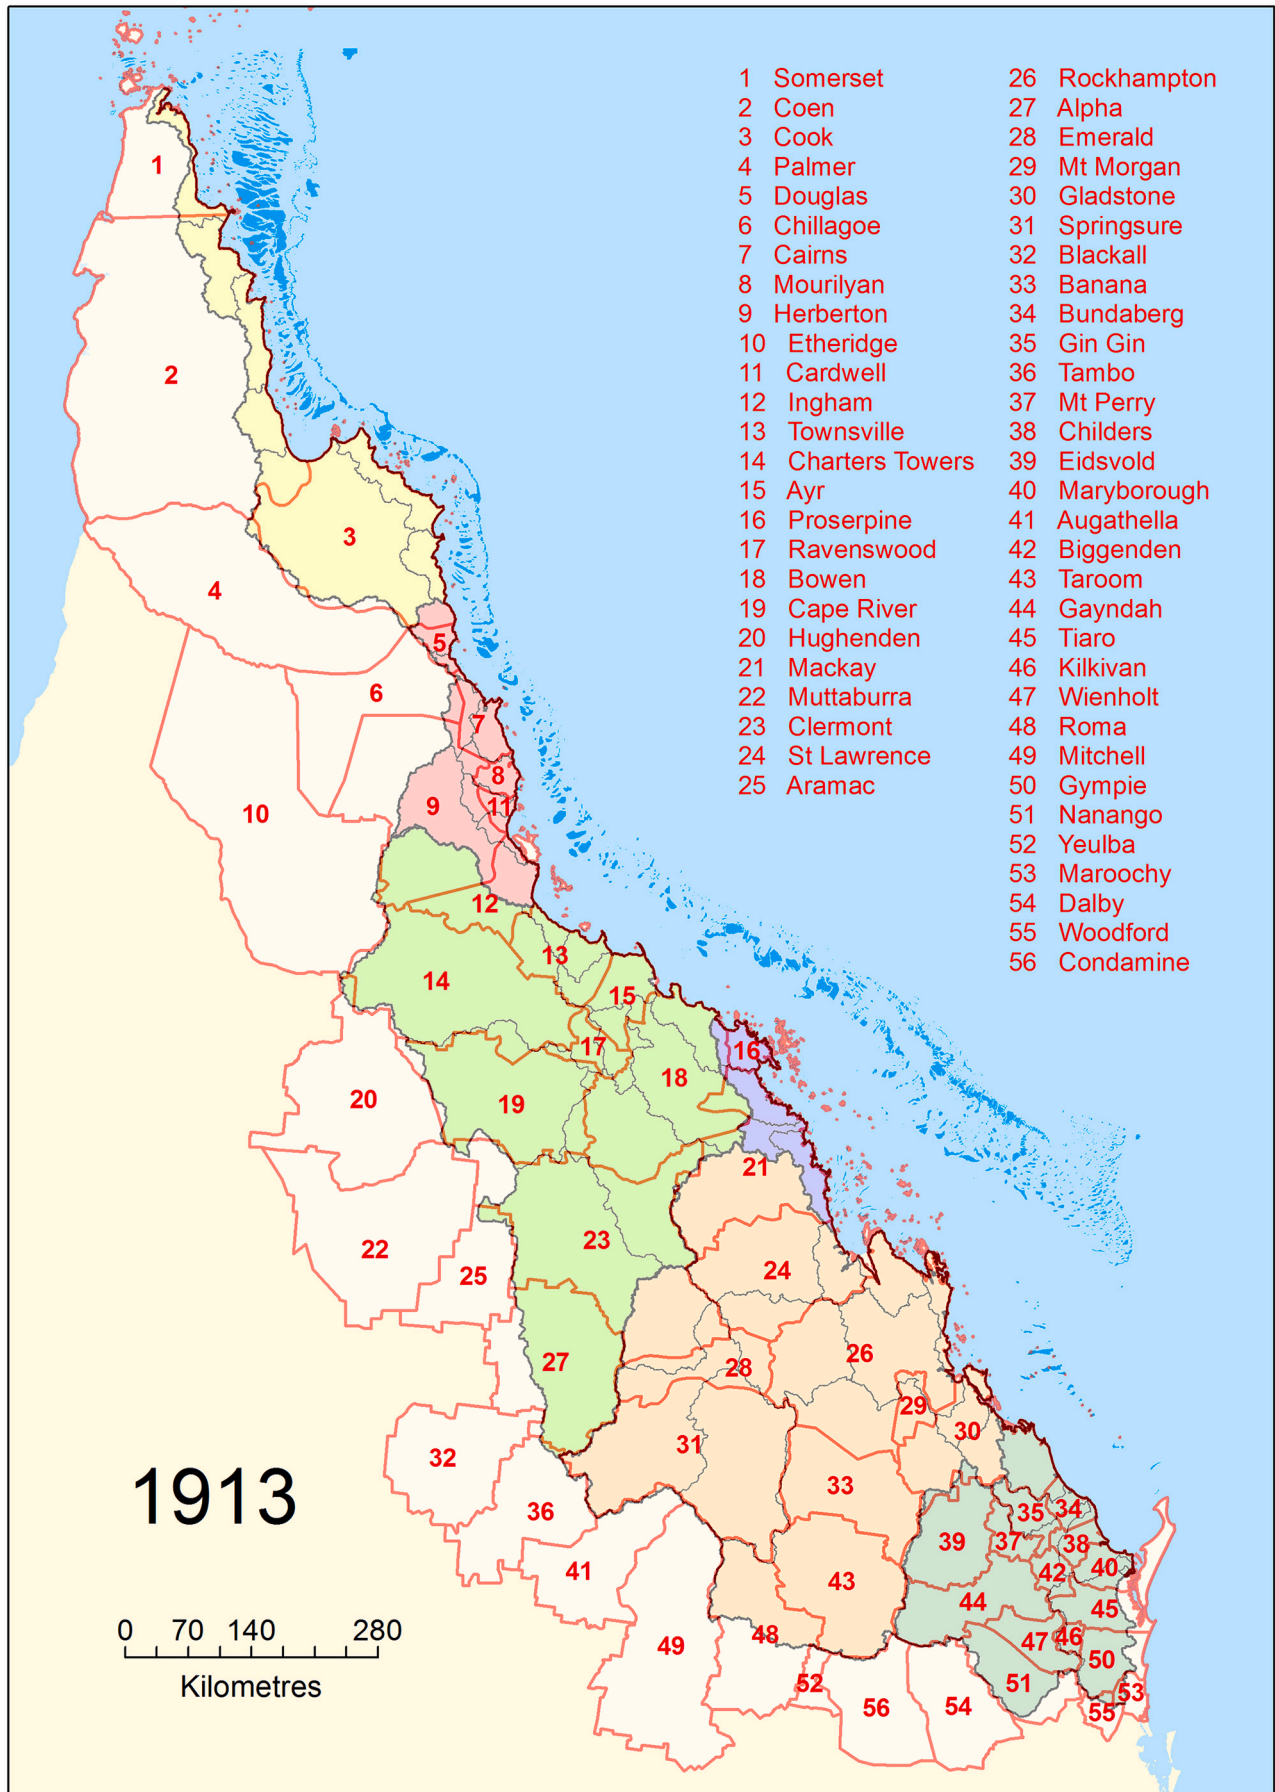 1 Somerset
2 Coen
3 Cook
4 Palmer
5 Douglas
6 Chillagoe
7 Cairns
8 Mourilyan
9 Herberton
10 Etheridge
11 Cardwell
12 Ingham
13 Townsville
14 Charters Towers
15 Ayr
16 Proserpine
17 Ravenswood
18 Bowen
19 Cape River
20 Hughenden
21 Mackay
22 Muttaburra
23 Clermont
24 St Lawrence
25 Aramac
26 Rockhampton
27 Alpha
28 Emerald
29 Mt Morgan
30 Gladstone
31 Springsure
32 Blackall
33 Banana
34 Bundaberg
35 Gin Gin
36 Tambo
37 Mt Perry
38 Childers
39 Eidsvold
40 Maryborough
41 Augathella
42 Biggenden
43 Taroom
44 Gayndah
45 Tiaro
46 Kilkivan
47 Wienholt
48 Roma
49 Mitchell
50 Gympie
51 Nanango
52 Yeulba
53 Maroochy
54 Dalby
55 Woodford
56 Condamine
1
2
3
4
5
6
7
8
9
11
10
12
13
14
15
17
16
18
19
20
21
22
23
24
25
26
27
28
29
30
31
32
33
34
35
36
37
38
39
40
41
42
43
44
45
46
47
48
49
50
51
52
53
54
55
56
1913
0 70 140 280
Kilometres